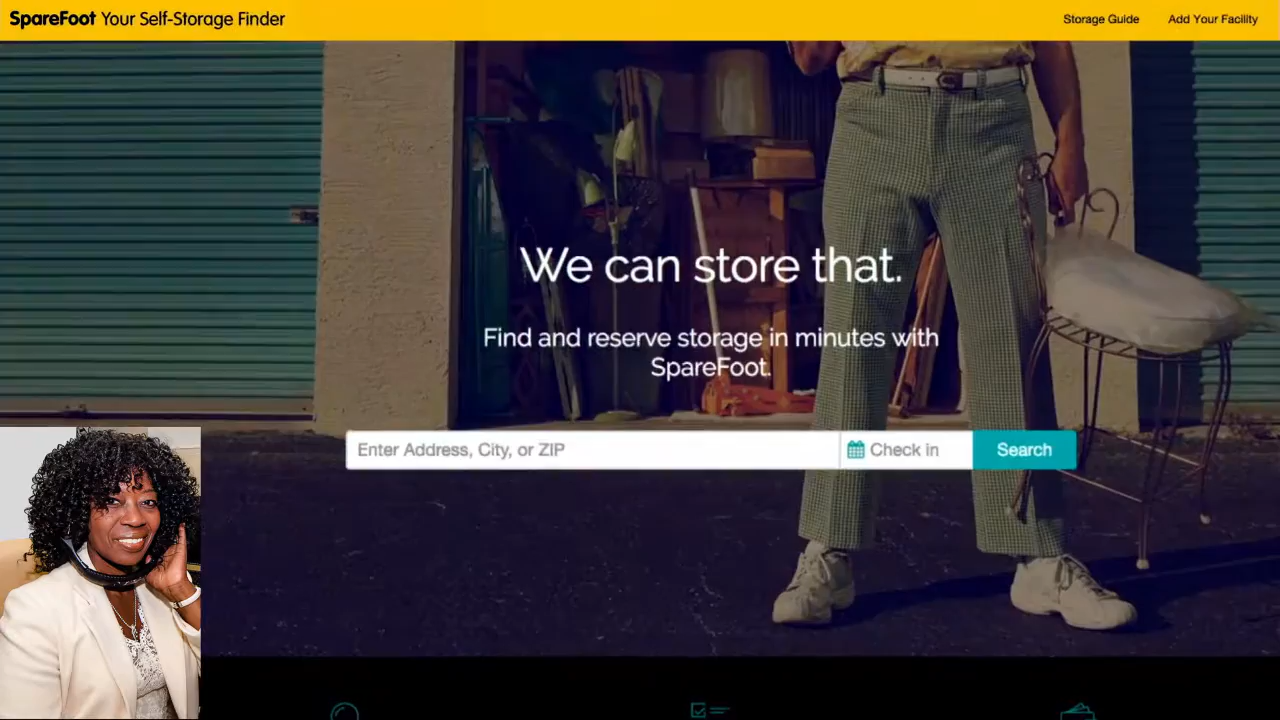 SpareFoot Your Self-Storage Finder
Storage Guide
Add Your Facility
We can store that.
Find and reserve storage in minutes with
SpareFoot.
Enter Address, City, or ZIP
Check in
Search